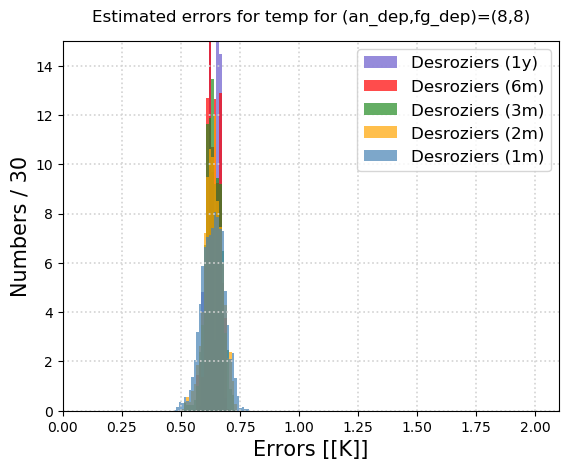 Estimated errors for temp for (an_dep,fg_dep)=(8,8)
Numbers / 30
14
12
10
8
6
4
2
0
Desroziers (1y)
Desroziers (6m)
Desroziers (3m)
Desroziers (2m)
Desroziers (1m)
0.00 0.25 0.50 0.75 1.00 1.25 1.50 1.75 2.00
Errors [[K]]